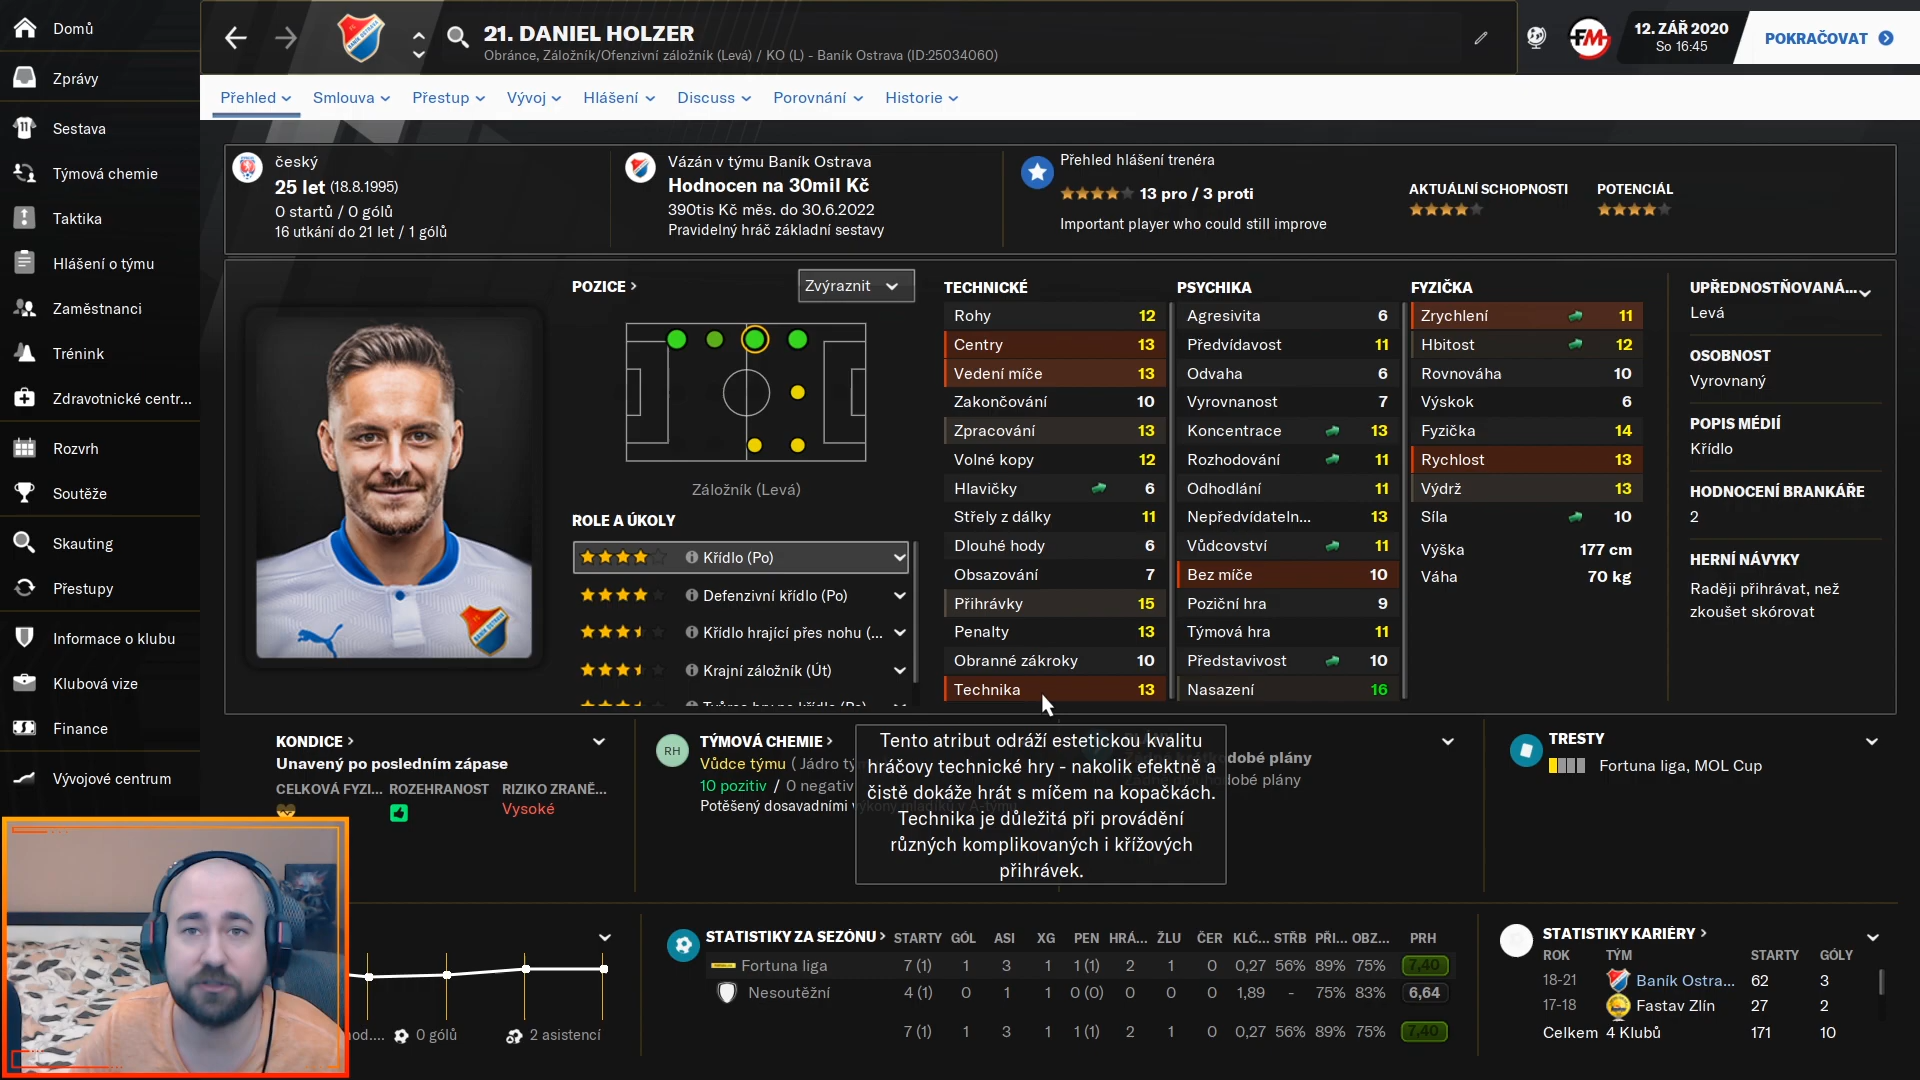 Domů
Zprávy
Sestava
Týmová chemie
Taktika
Hlášení o týmu
Zaměstnanci
Trénink
Zdravotnické centr...
Rozvrh
Soutěže
Skauting
Přestupy
Informace o klubu
Klubová vize
Finance
Vývojové centrum
21. DANIEL HOLZER
Obránce, Záložník/Ofenzivní záložník (Levá) / KO (L) - Baník Ostrava (ID:25034060)
FM
12. ZÁŘ 2020
So 16:45
POKRAČOVAT
Přehled
Smlouva
Přestup
Vývoj
Hlášení
Discuss
Porovnání
Historie
český
25 let (18.8.1995)
0 startů / 0 gólů
16 utkání do 21 let / 1 gólů
Vázán v týmu Baník Ostrava
Hodnocen na 30mil Kč
390tis Kč měs. do 30.6.2022
Pravidelný hráč základní sestavy
Přehled hlášení trenéra
13 pro / 3 proti
Important player who could still improve
AKTUÁLNÍ SCHOPNOSTI
POTENCIÁL
POZICE >
Zvýraznit
Záložník (Levá)
ROLE A ÚKOLY
Křídlo (Po)
Defenzivní křídlo (Po)
Křídlo hrající přes nohu (...
Krajní záložník (Út)
TECHNICKÉ
Rohy 12
Centry 13
Vedení míče 13
Zakončování 10
Zpracování 13
Volné kopy 12
Hlavičky 6
Střely z dálky 11
Dlouhé hody 6
Obsazování 7
Přihrávky 15
Penalty 13
Obranné zákroky 10
Technika 13
PSYCHIKA
Agresivita 6
Předvídavost 11
Odvaha 6
Vyrovnanost 7
Koncentrace 13
Rozhodování 11
Odhodlání 11
Nepředvídateln... 13
Vůdcovství 11
Bez míče 10
Poziční hra 9
Týmová hra 11
Představivost 10
Nasazení 16
FYZIČKA
Zrychlení 11
Hbitost 12
Rovnováha 10
Výskok 6
Fyzička 14
Rychlost 13
Výdrž 13
Síla 10
Výška 177 cm
Váha 70 kg
UPŘEDNOSTŇOVANÁ...
Levá
OSOBNOST
Vyrovnaný
POPIS MÉDIÍ
Křídlo
HODNOCENÍ BRANKÁŘE
2
HERNÍ NÁVYKY
Raději přihrávat, než
zkoušet skórovat
KONDICE >
Unavený po posledním zápase
CELKOVÁ FYZI... ROZEHRANOST RIZIKO ZRANĚ...
Vysoké
RH
TÝMOVÁ CHEMIE >
Vůdce týmu ( Jádro tý
10 pozitiv / 0 negativ
Potěšený dosavadními
Tento atribut odráží estetickou kvalitu
hráčovy technické hry - nakolik efektně a
čistě dokáže hrát s míčem na kopačkách.
Technika je důležitá při provádění
různých komplikovaných i křížových
přihrávek.
TRESTY
Fortuna liga, MOL Cup
0 gólů
2 asistencí
STATISTIKY ZA SEZÓNU > STARTY GÓL ASI XG PEN HRÁ... ŽLU ČER KLČ... STŘB PŘI... OBZ... PRH
Fortuna liga 7 (1) 1 3 1 1 (1) 2 1 0 0,27 56% 89% 75% 7,40
Nesoutěžní 4 (1) 0 1 1 0 (0) 0 0 0 1,89 - 75% 83% 6,64
7 (1) 1 3 1 1 (1) 2 1 0 0,27 56% 89% 75% 7,40
STATISTIKY KARIÉRY >
ROK TÝM STARTY GÓLY
18-21 Baník Ostra... 62 3
17-18 Fastav Zlín 27 2
Celkem 4 Klubů 171 10